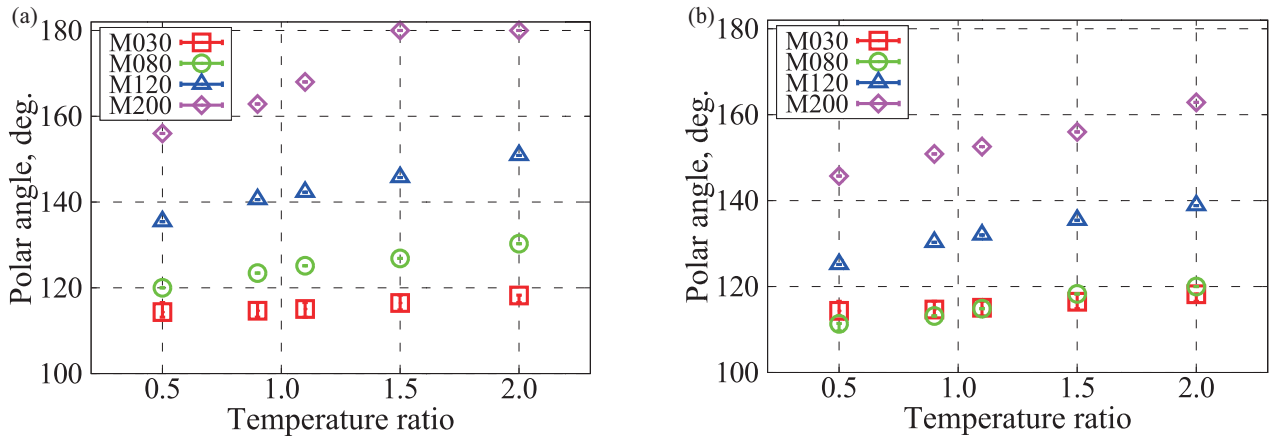 (a)
180
160
140
120
100
Polar angle, deg.
M030
M080
M120
M200
0.5 1.0 1.5 2.0
Temperature ratio
(b)
180
160
140
120
100
Polar angle, deg.
M030
M080
M120
M200
0.5 1.0 1.5 2.0
Temperature ratio